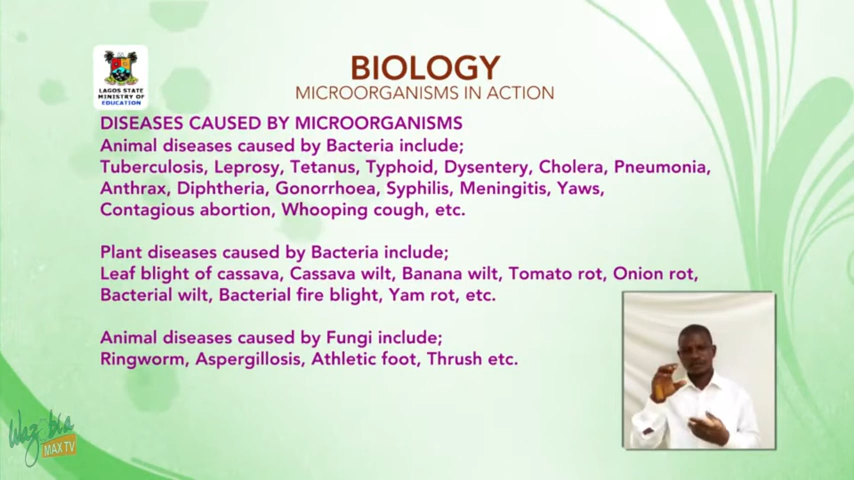 BIOLOGY
MICROORGANISMS IN ACTION
LAGOS STATE
MINISTRY OF
EDUCATION
DISEASES CAUSED BY MICROORGANISMS
Animal diseases caused by Bacteria include;
Tuberculosis, Leprosy, Tetanus, Typhoid, Dysentery, Cholera, Pneumonia,
Anthrax, Diphtheria, Gonorrhoea, Syphilis, Meningitis, Yaws,
Contagious abortion, Whooping cough, etc.
Plant diseases caused by Bacteria include;
Leaf blight of cassava, Cassava wilt, Banana wilt, Tomato rot, Onion rot,
Bacterial wilt, Bacterial fire blight, Yam rot, etc.
Animal diseases caused by Fungi include;
Ringworm, Aspergillosis, Athletic foot, Thrush etc.
Wazobia
MAX TV